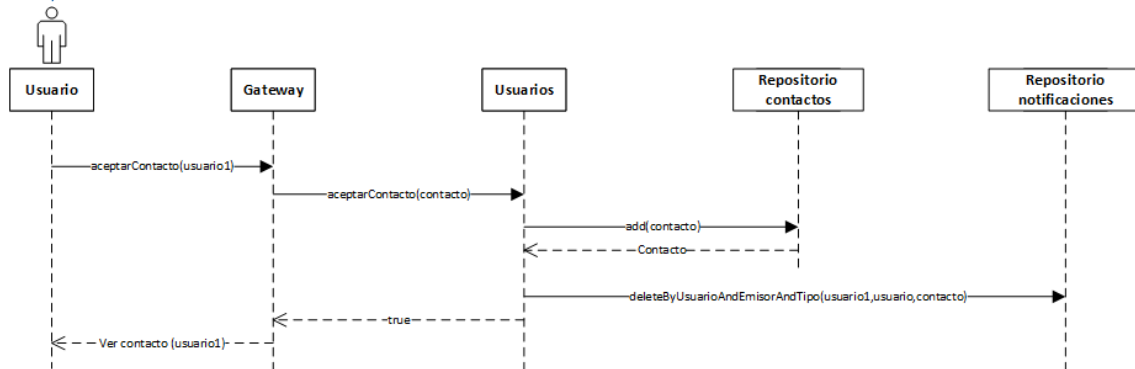 Usuario
Gateway
Usuarios
Repositorio
contactos
Repositorio
notificaciones
aceptarContacto(usuario1)
aceptarContacto(contacto)
add(contacto)
Contacto
deleteByUsuarioAndEmisorAndTipo(usuario1,usuario,contacto)
true
Ver contacto (usuario1)